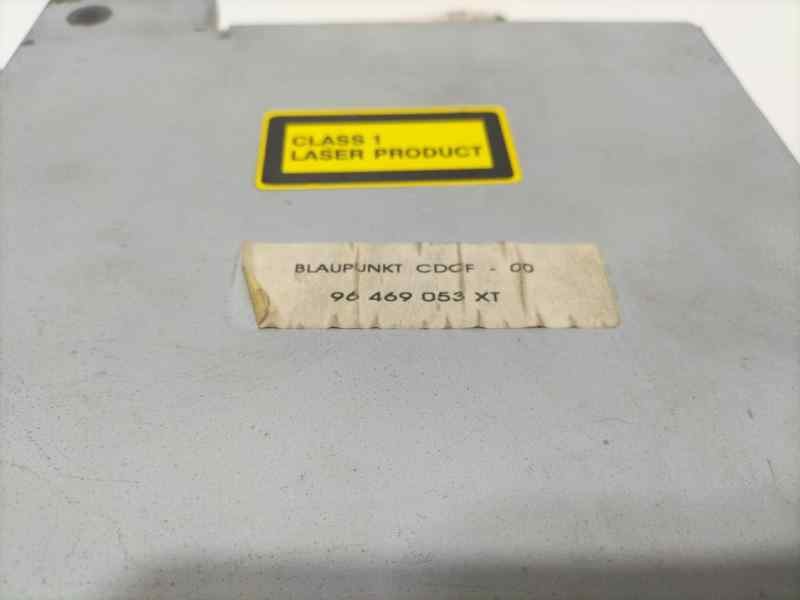 CLASS 1
LASER PRODUCT
BLAUPUNKT CDCF - 00
96 469 053 XT